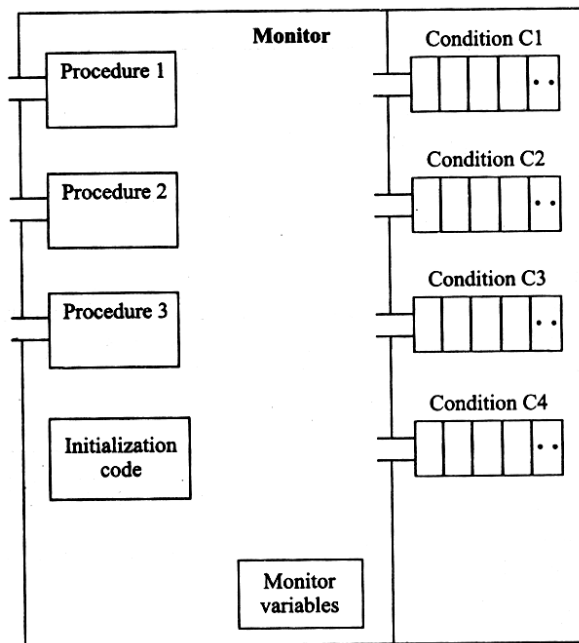 Monitor
Procedure 1
Procedure 2
Procedure 3
Initialization
code
Monitor
variables
Condition C1
Condition C2
Condition C3
Condition C4